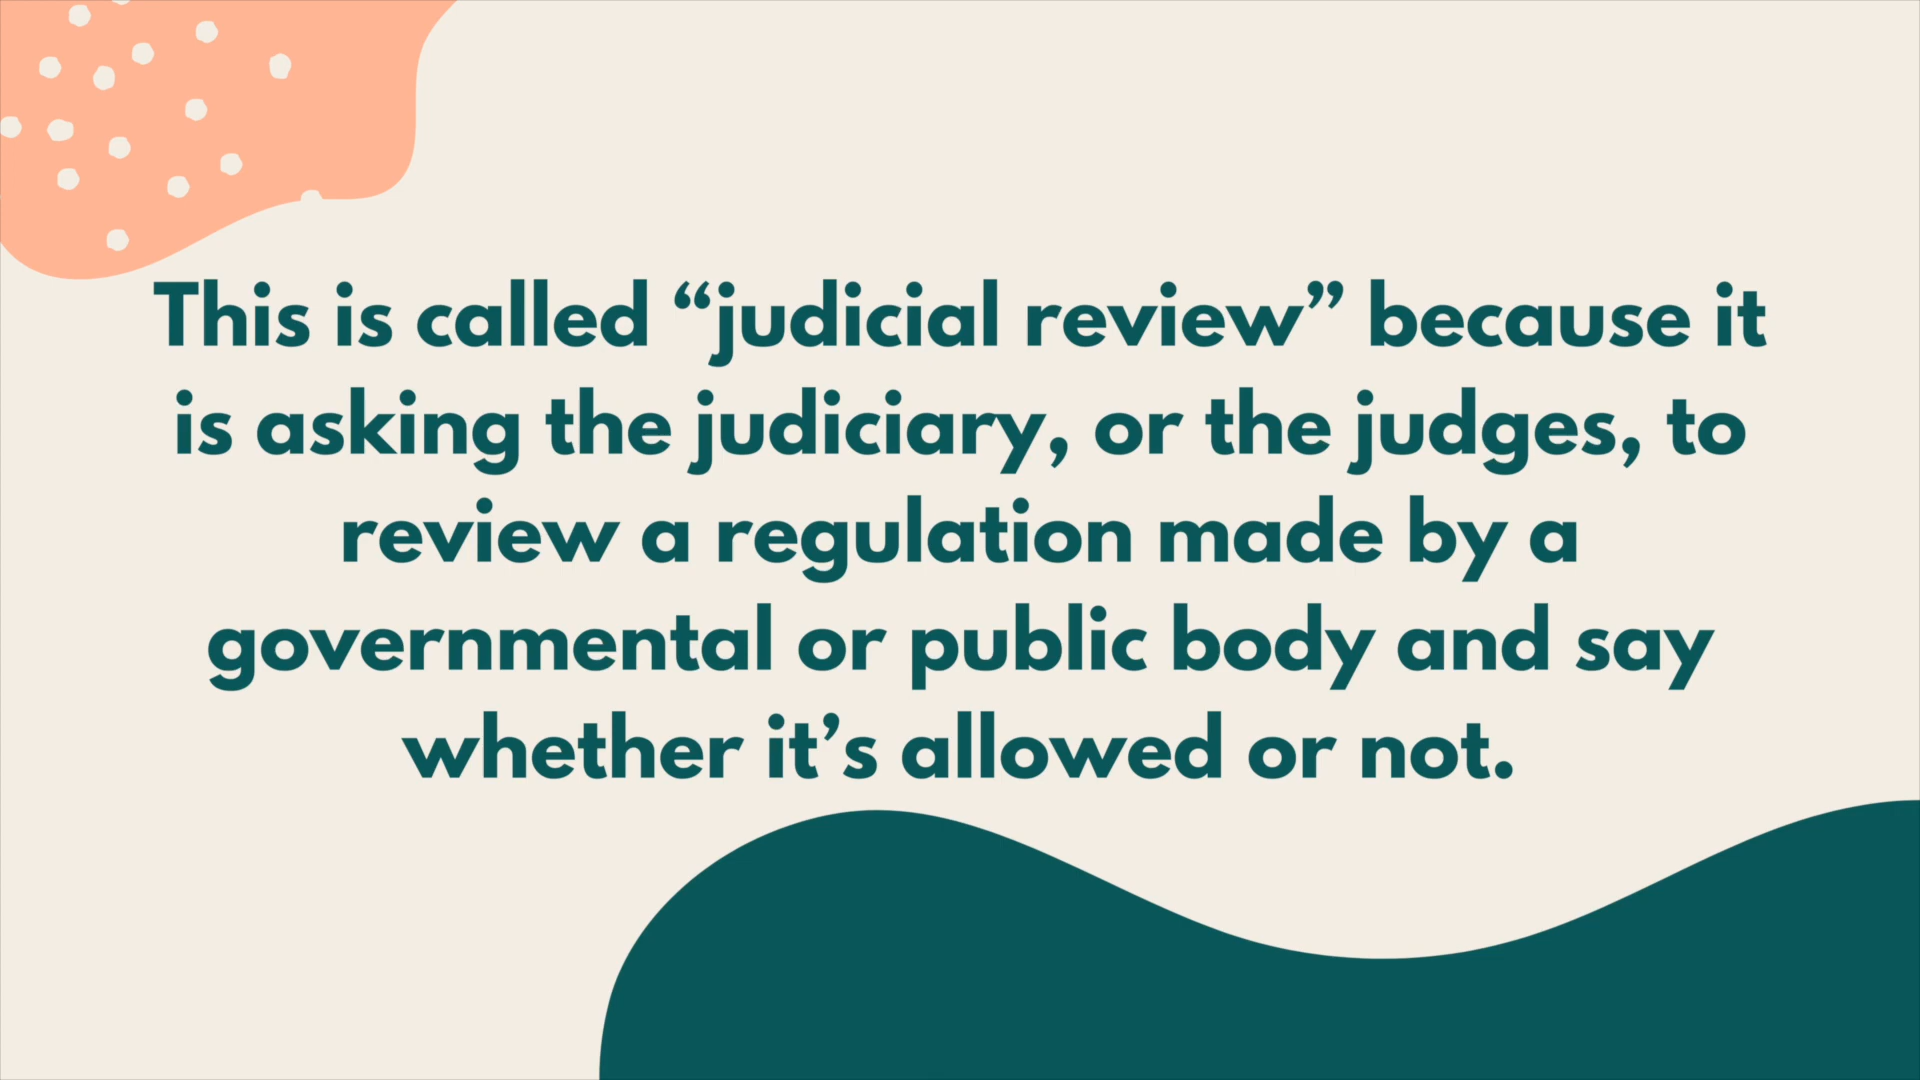 This is called “judicial review” because it
is asking the judiciary, or the judges, to
review a regulation made by a
governmental or public body and say
whether it’s allowed or not.